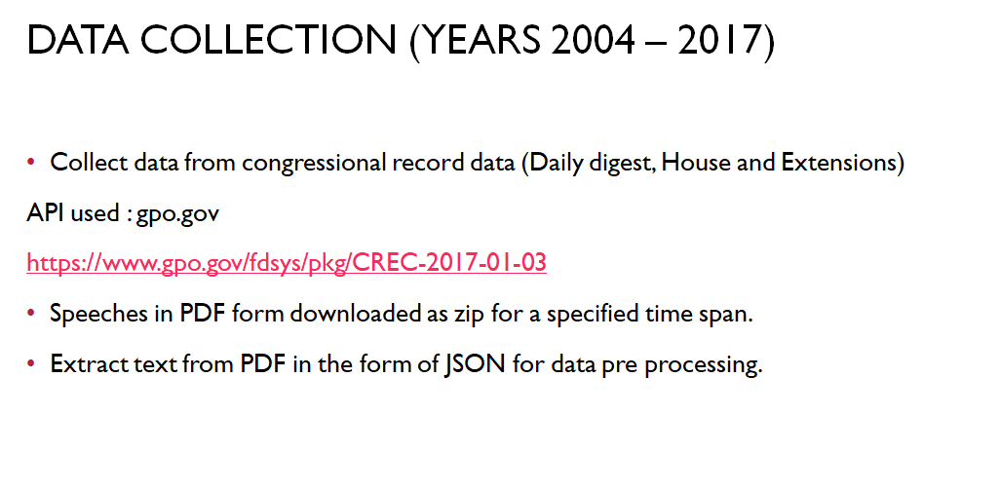 DATA COLLECTION (YEARS 2004 – 2017)
• Collect data from congressional record data (Daily digest, House and Extensions)
API used : gpo.gov
https://www.gpo.gov/fdsys/pkg/CREC-2017-01-03
• Speeches in PDF form downloaded as zip for a specified time span.
• Extract text from PDF in the form of JSON for data pre processing.